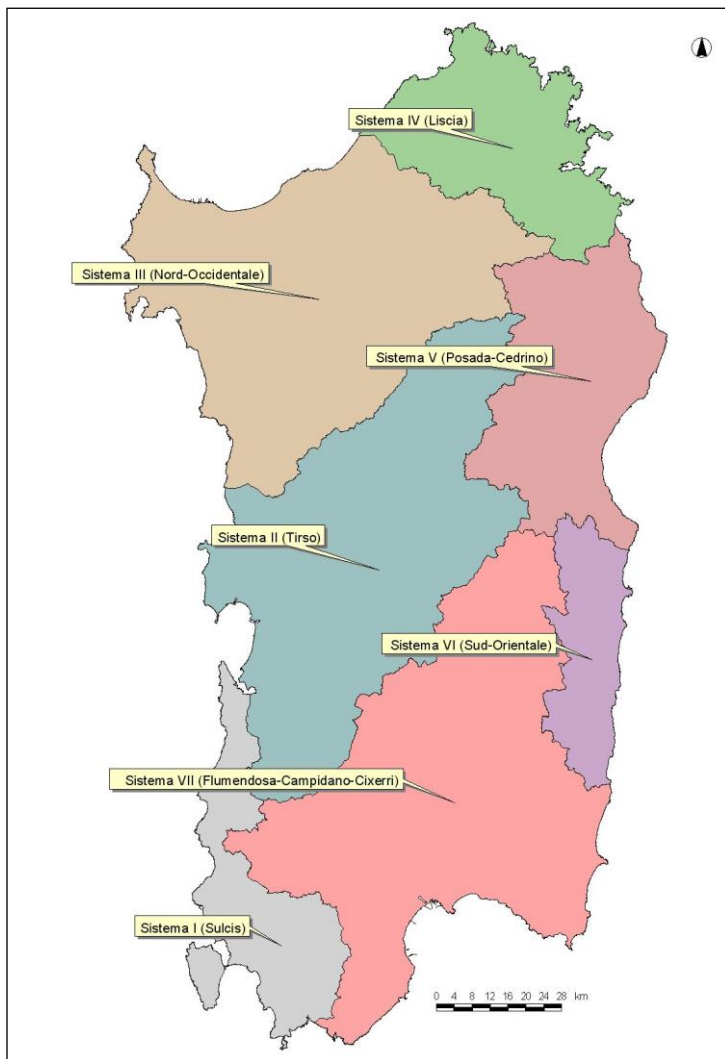 Sistema IV (Liscia)
Sistema III (Nord-Occidentale)
Sistema V (Posada-Cedrino)
Sistema II (Tirso)
Sistema VI (Sud-Orientale)
Sistema VII (Flumendosa-Campidano-Cixerri)
Sistema I (Sulcis)
0 4 8 12 16 20 24 28 km